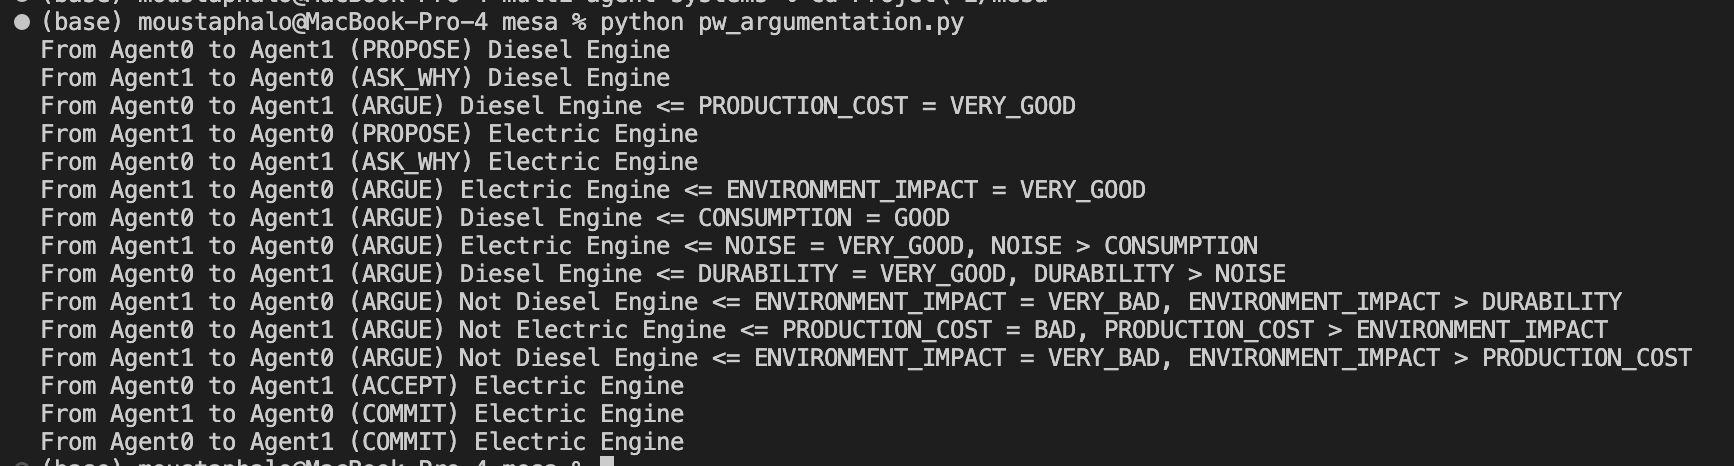 (base) moustaphalo@MacBook-Pro-4 mesa % python pw_argumentation.py
From Agent0 to Agent1 (PROPOSE) Diesel Engine
From Agent1 to Agent0 (ASK_WHY) Diesel Engine
From Agent0 to Agent1 (ARGUE) Diesel Engine <= PRODUCTION_COST = VERY_GOOD
From Agent1 to Agent0 (PROPOSE) Electric Engine
From Agent0 to Agent1 (ASK_WHY) Electric Engine
From Agent1 to Agent0 (ARGUE) Electric Engine <= ENVIRONMENT_IMPACT = VERY_GOOD
From Agent0 to Agent1 (ARGUE) Diesel Engine <= CONSUMPTION = GOOD
From Agent1 to Agent0 (ARGUE) Electric Engine <= NOISE = VERY_GOOD, NOISE > CONSUMPTION
From Agent0 to Agent1 (ARGUE) Diesel Engine <= DURABILITY = VERY_GOOD, DURABILITY > NOISE
From Agent1 to Agent0 (ARGUE) Not Diesel Engine <= ENVIRONMENT_IMPACT = VERY_BAD, ENVIRONMENT_IMPACT > DURABILITY
From Agent0 to Agent1 (ARGUE) Not Electric Engine <= PRODUCTION_COST = BAD, PRODUCTION_COST > ENVIRONMENT_IMPACT
From Agent1 to Agent0 (ARGUE) Not Diesel Engine <= ENVIRONMENT_IMPACT = VERY_BAD, ENVIRONMENT_IMPACT > PRODUCTION_COST
From Agent0 to Agent1 (ACCEPT) Electric Engine
From Agent1 to Agent0 (COMMIT) Electric Engine
From Agent0 to Agent1 (COMMIT) Electric Engine
(base) moustaphalo@MacBook-Pro-4 mesa %